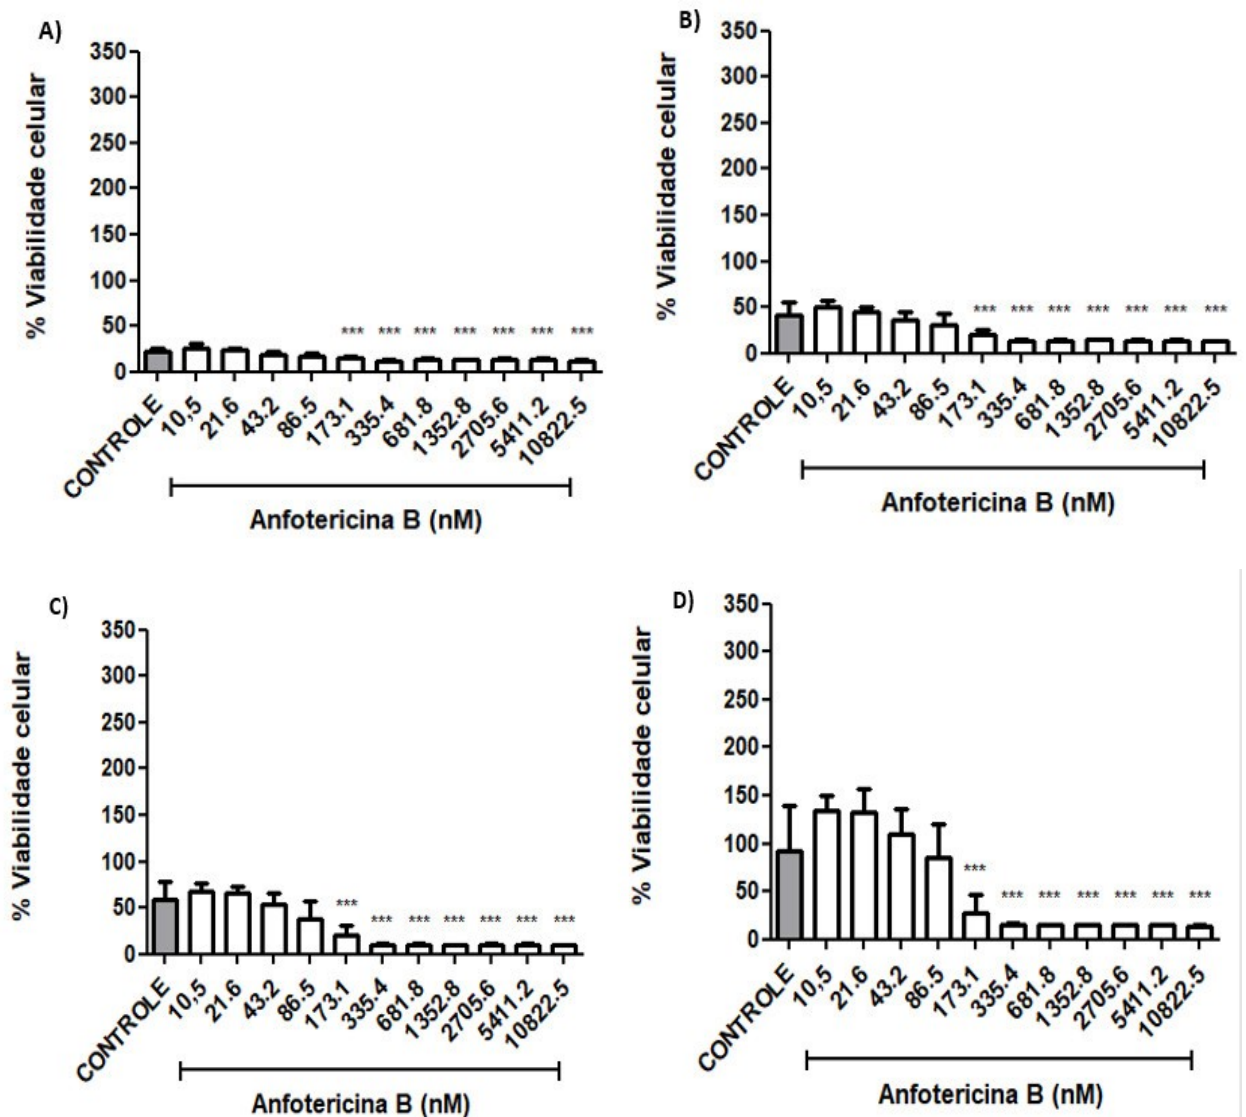 A)
% Viabilidade celular
350
300
250
200
150
100
50
0
*** *** *** *** *** *** ***
CONTROLE 10,5 21.6 43.2 86.5 173.1 335.4 681.8 1352.8 2705.6 5411.2 10822.5
Anfotericina B (nM)
B)
% Viabilidade celular
350
300
250
200
150
100
50
0
*** *** *** *** *** *** ***
CONTROLE 10,5 21.6 43.2 86.5 173.1 335.4 681.8 1352.8 2705.6 5411.2 10822.5
Anfotericina B (nM)
C)
% Viabilidade celular
350
300
250
200
150
100
50
0
*** *** *** *** *** *** ***
CONTROLE 10,5 21.6 43.2 86.5 173.1 335.4 681.8 1352.8 2705.6 5411.2 10822.5
Anfotericina B (nM)
D)
% Viabilidade celular
350
300
250
200
150
100
50
0
*** *** *** *** *** *** ***
CONTROLE 10,5 21.6 43.2 86.5 173.1 335.4 681.8 1352.8 2705.6 5411.2 10822.5
Anfotericina B (nM)